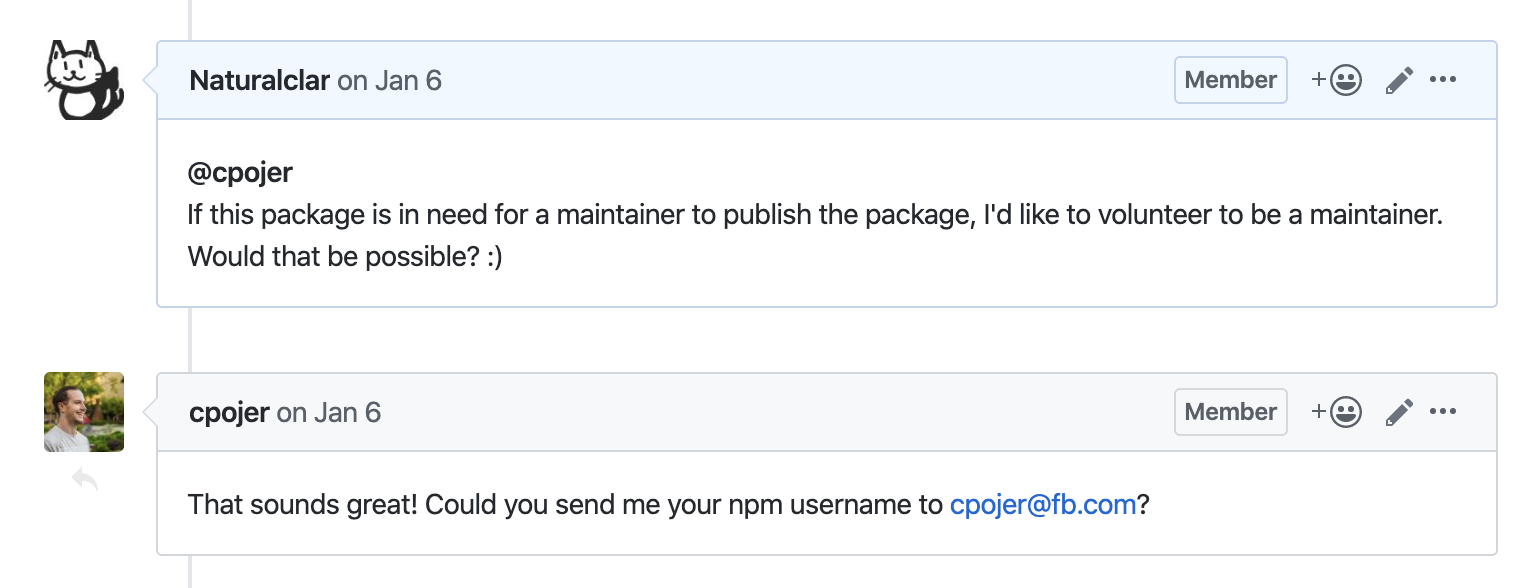 Naturalclar on Jan 6
Member
@cpojer
If this package is in need for a maintainer to publish the package, I'd like to volunteer to be a maintainer.
Would that be possible? :)
cpojer on Jan 6
Member
That sounds great! Could you send me your npm username to cpojer@fb.com?